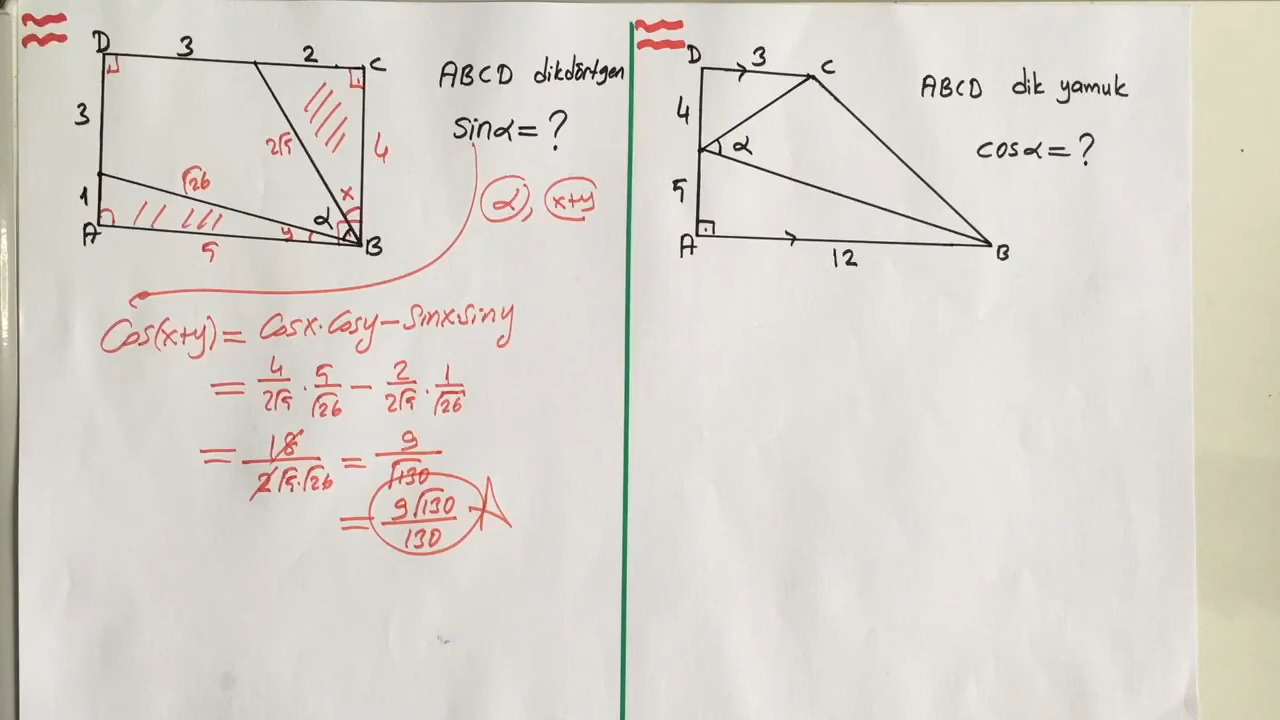 D 3 2 C
3
2√5
4
√26
x
1
α
y
A
5
B
ABCD dikdörtgen
sinα = ?
α, x+y
Cos(x+y) = Cosx.Cosy - Sinx Siny
= 4/2√5 . 5/√26 - 2/2√5 . 1/√26
= 18/2√5.√26 = 9/√130
= 9√130/130 A
D 3 C
4
α
5
A
12
B
ABCD dik yamuk
cosα = ?